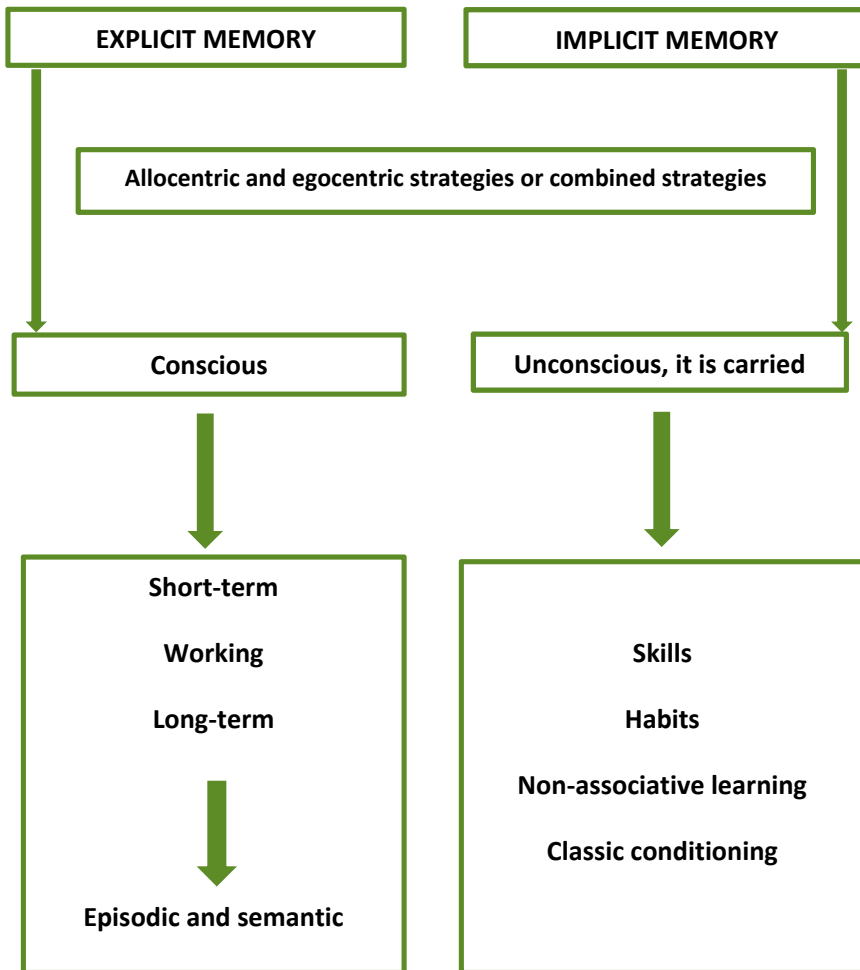 EXPLICIT MEMORY
IMPLICIT MEMORY
Allocentric and egocentric strategies or combined strategies
Conscious
Unconscious, it is carried
Short-term
Working
Long-term
Episodic and semantic
Skills
Habits
Non-associative learning
Classic conditioning